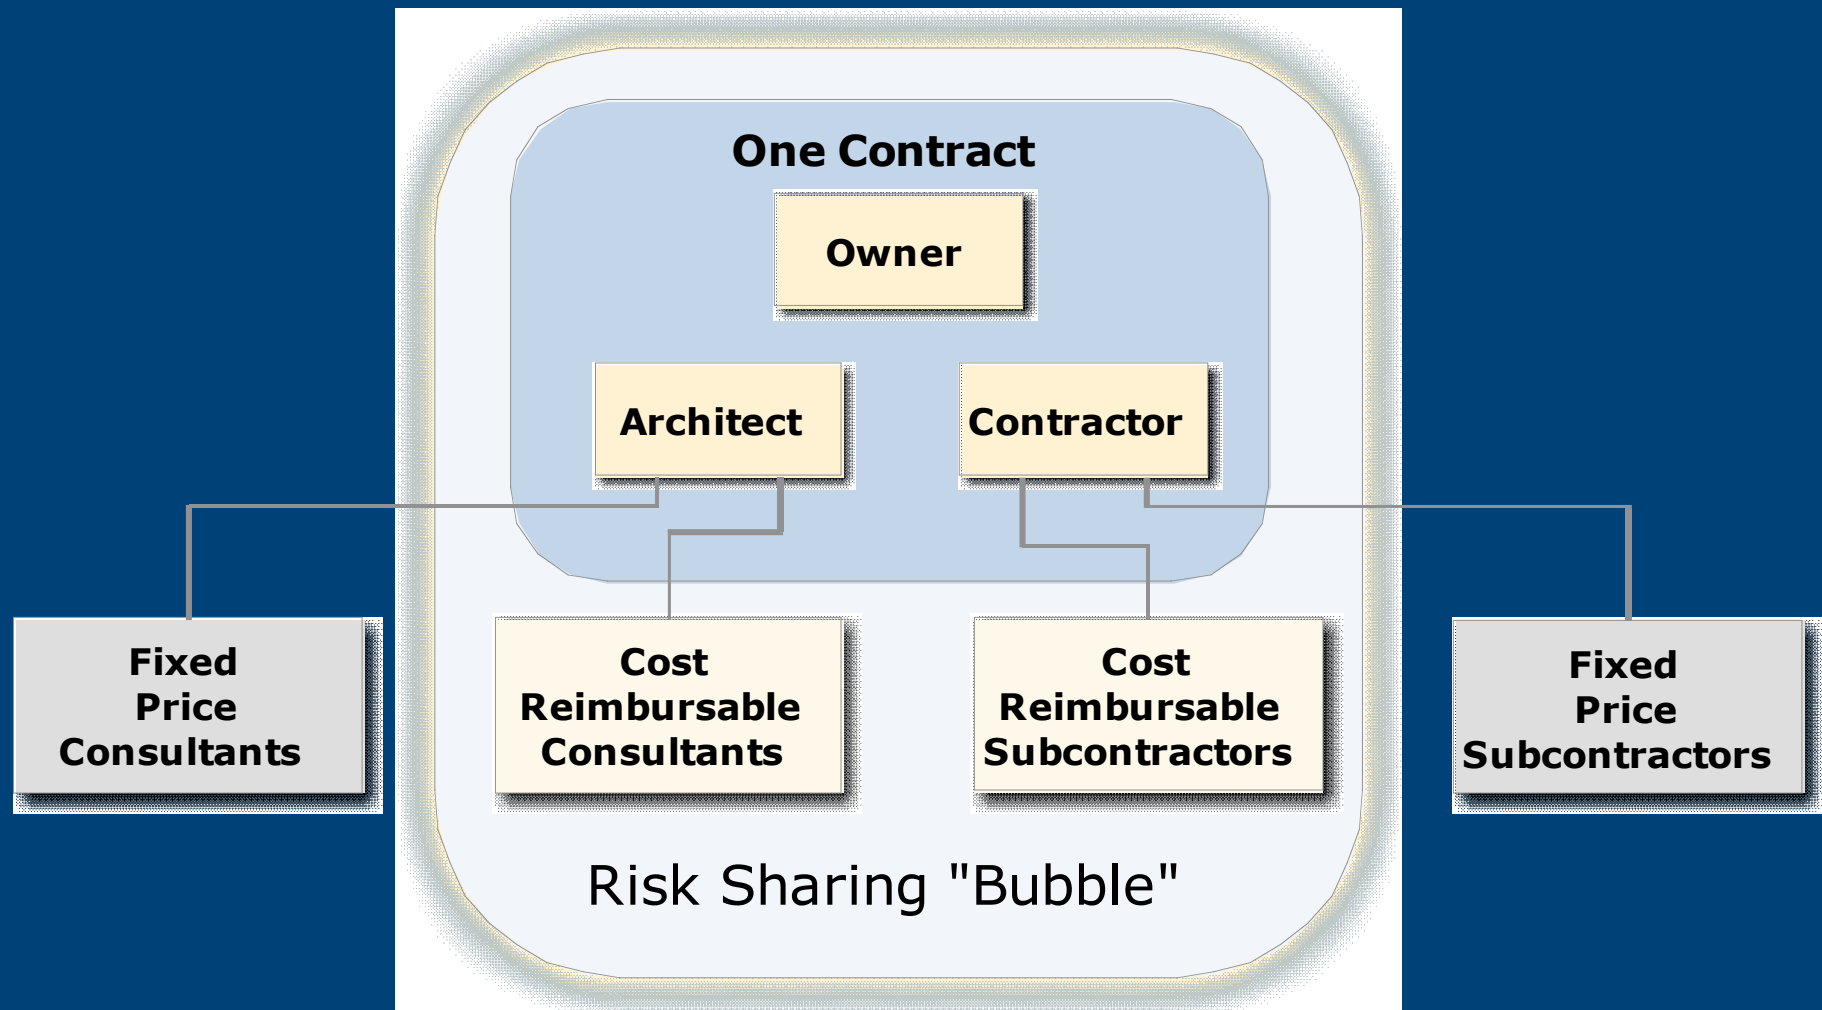 One Contract
Owner
Architect
Contractor
Fixed
Price
Consultants
Cost
Reimbursable
Consultants
Cost
Reimbursable
Subcontractors
Fixed
Price
Subcontractors
Risk Sharing "Bubble"